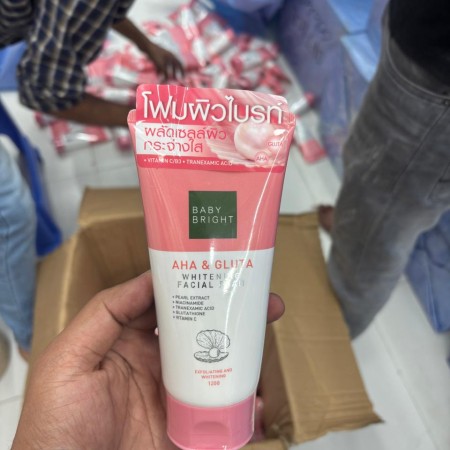 โฟมผิวไบรท์
ผลัดเซลล์ผิว
กระจ่างใส
+ VITAMIN C/B3 + TRANEXAMIC ACID
BABY
BRIGHT
AHA & GLUTA
FACIAL
+ PEARL EXTRACT
+ NIACINAMIDE
+ TRANEXAMIC ACID
+ GLUTATHIONE
+ VITAMIN C
EXFOLIATING AND
WHITENING
120G